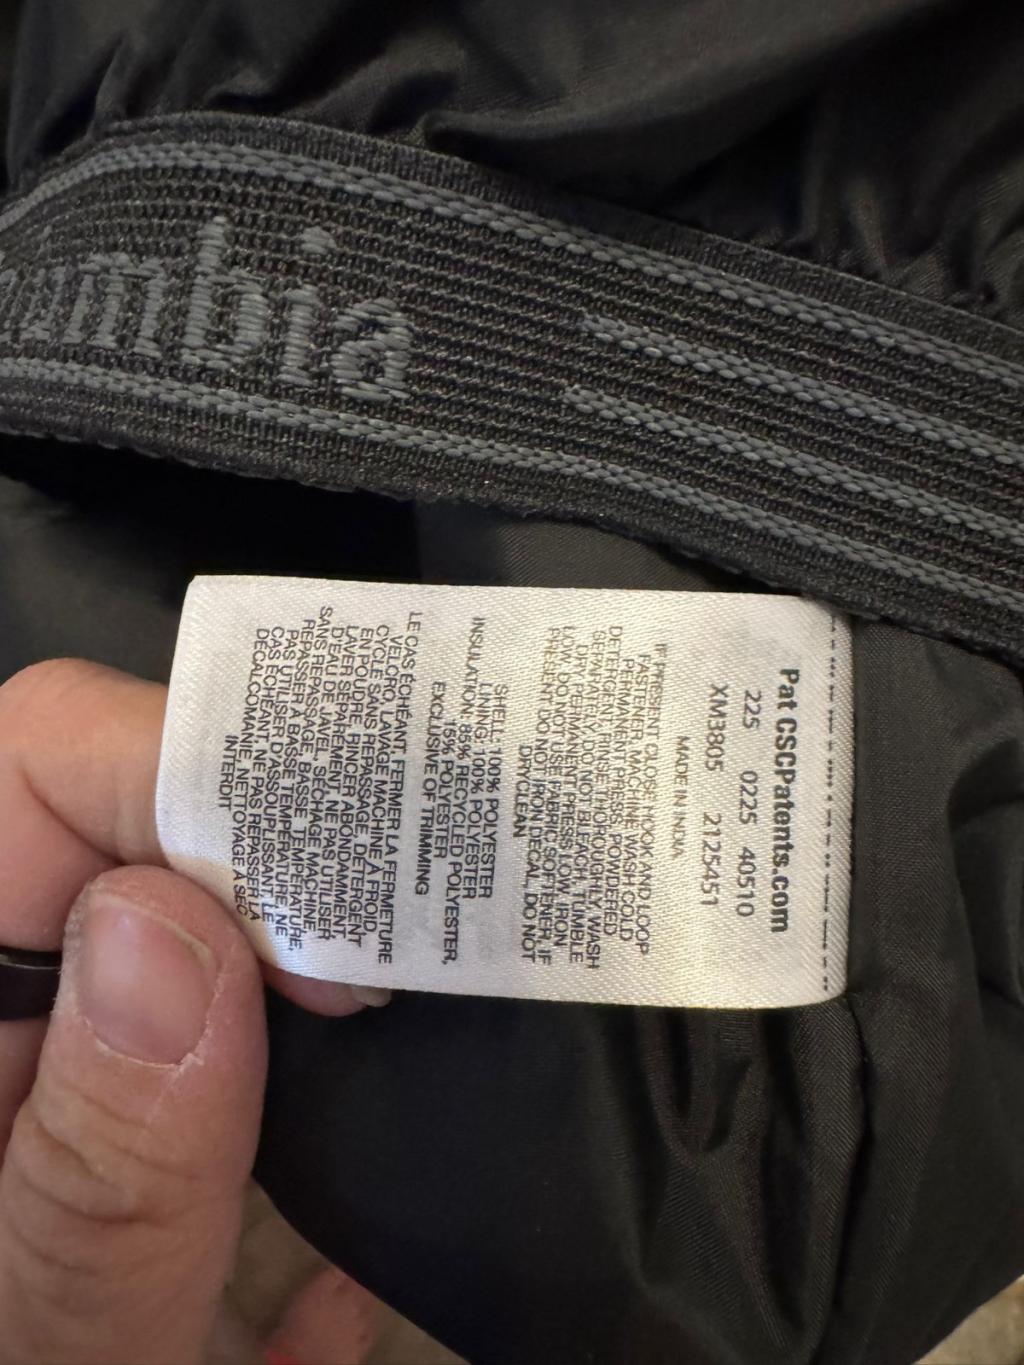 umbia
Pat CSCPatents.com
225 0225 40510
XM3805 2125451
MADE IN INDIA
IF PRESENT CLOSE HOOK AND LOOP
FASTENER, MACHINE WASH COLD
PERMANENT PRESS, POWDERED
DETERGENT, RINSE THOROUGHLY, WASH
SEPARATELY, DO NOT BLEACH, TUMBLE
DRY PERMANENT PRESS LOW, IRON
LOW, DO NOT USE FABRIC SOFTENER, IF
PRESENT DO NOT IRON DECAL, DO NOT
DRYCLEAN
SHELL: 100% POLYESTER
LINING: 100% POLYESTER
INSULATION: 85% RECYCLED POLYESTER,
15% POLYESTER
EXCLUSIVE OF TRIMMING
LE CAS ÉCHÉANT, FERMER LA FERMETURE
VELCRO, LAVAGE MACHINE À FROID,
CYCLE SANS REPASSAGE, DÉTERGENT
EN POUDRE, RINCER ABONDAMMENT,
LAVER SÉPARÉMENT, NE PAS UTILISER
D'EAU DE JAVEL, SÉCHAGE MACHINE,
SANS REPASSAGE, BASSE TEMPÉRATURE,
REPASSER À BASSE TEMPÉRATURE, NE
PAS UTILISER D'ASSOUPLISSANT, LE
CAS ÉCHÉANT, NE PAS REPASSER LA
DÉCALCOMANIE, NETTOYAGE À SEC
INTERDIT